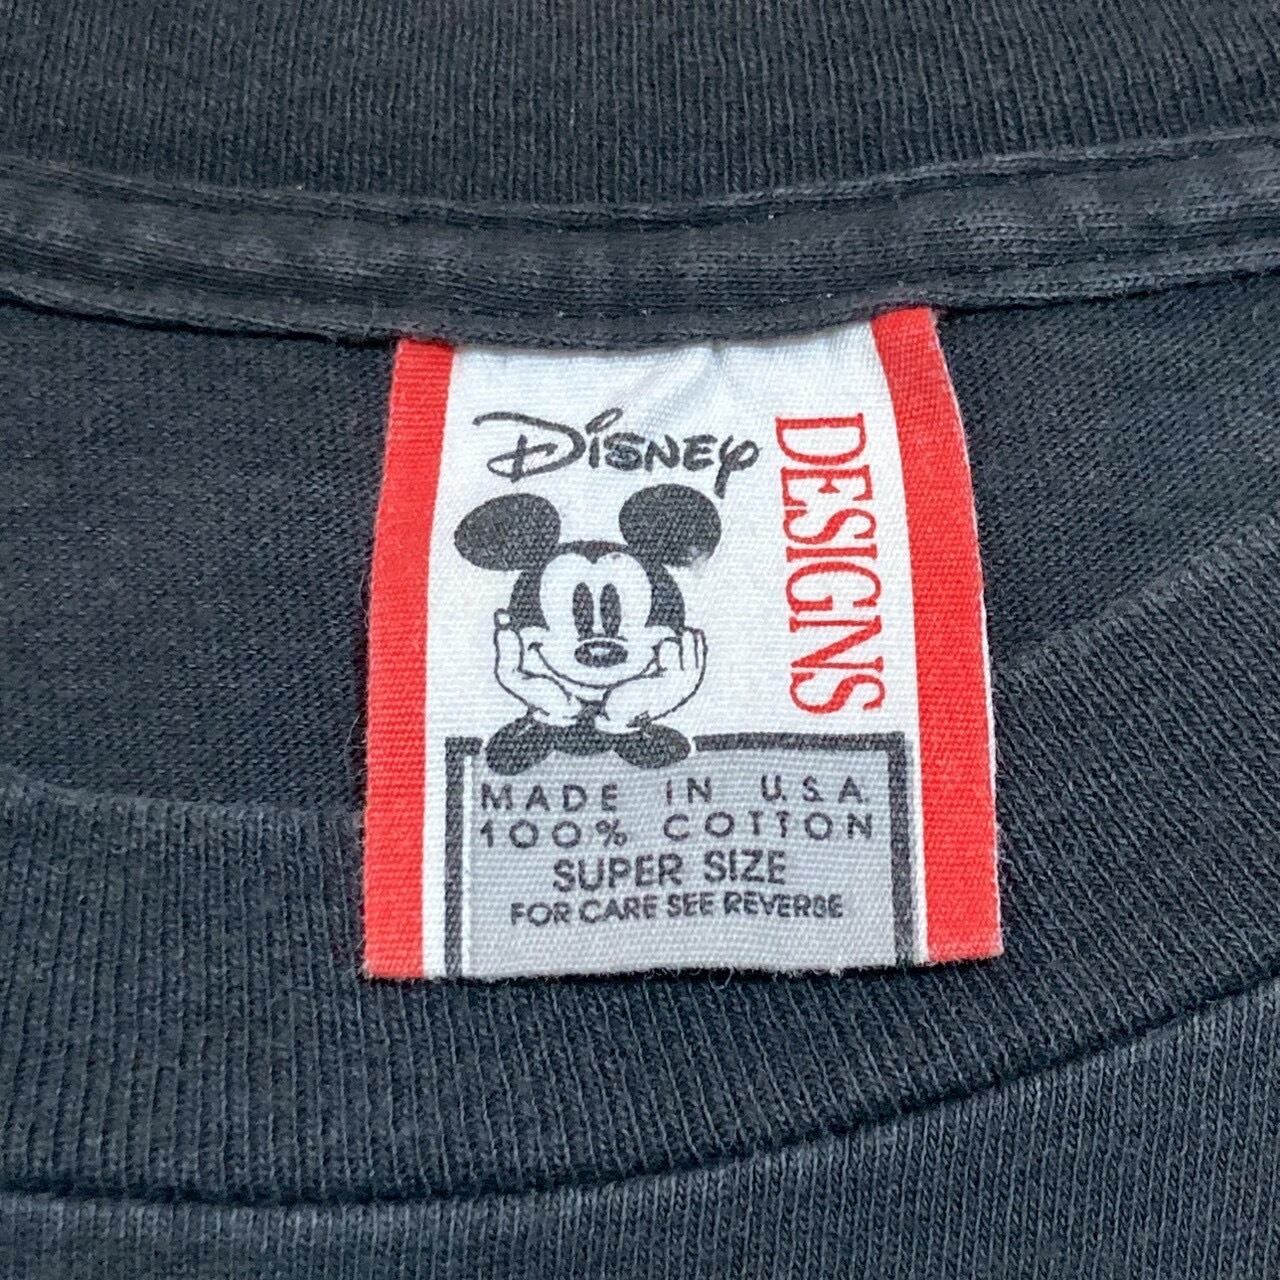 Disney
DESIGNS
MADE IN U.S.A.
100% COTTON
SUPER SIZE
FOR CARE SEE REVERSE